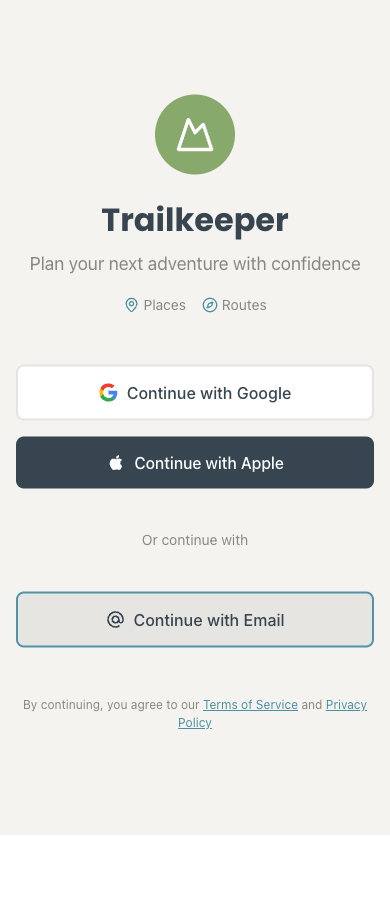 Trailkeeper
Plan your next adventure with confidence
Places Routes
Continue with Google
Continue with Apple
Or continue with
Continue with Email
By continuing, you agree to our Terms of Service and Privacy
Policy